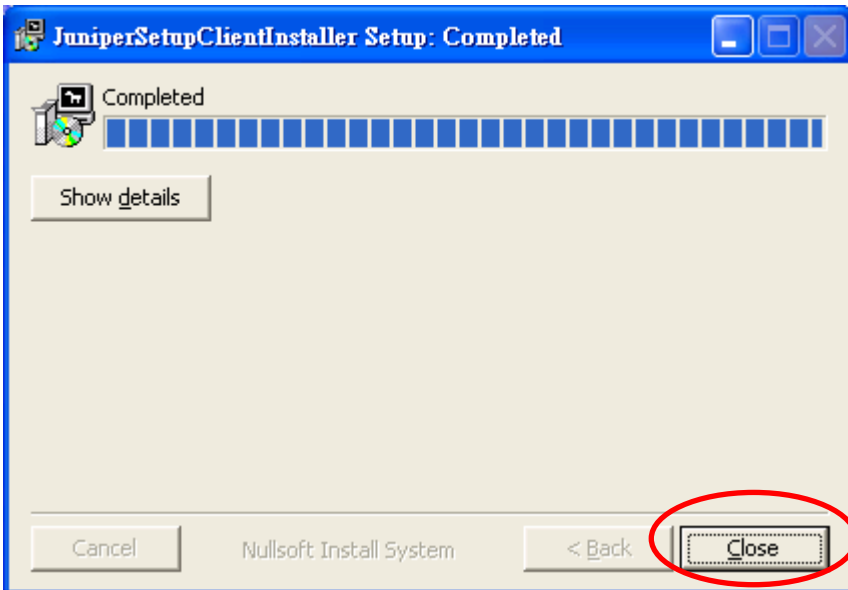 JuniperSetupClientInstaller Setup: Completed
Completed
Show details
Cancel
Nullsoft Install System
< Back
Close